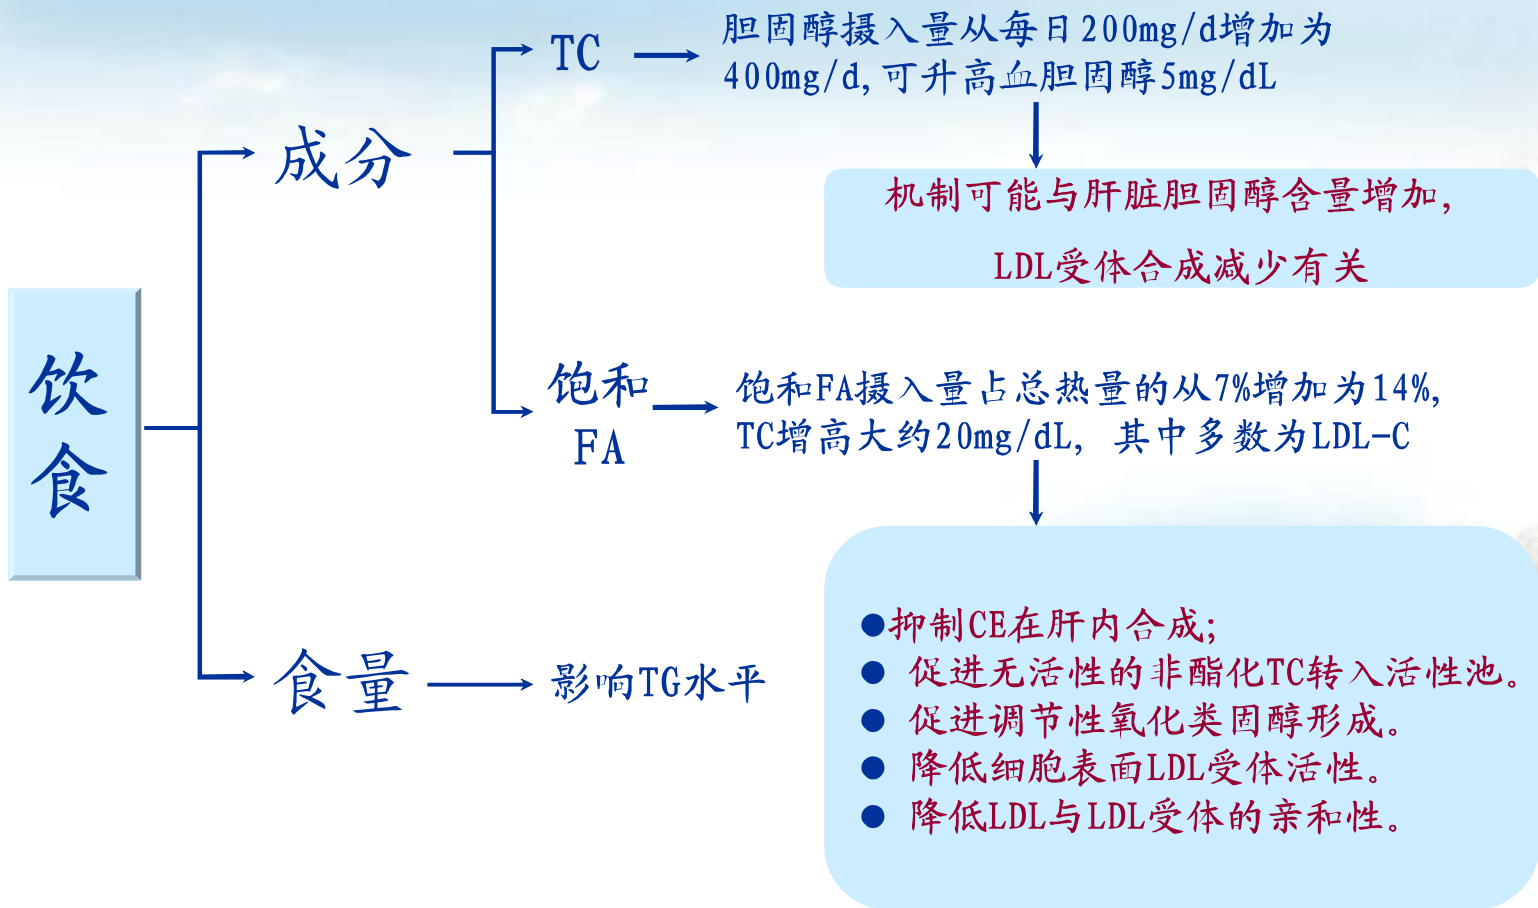 饮食
成分
TC
胆固醇摄入量从每日200mg/d增加为
400mg/d,可升高血胆固醇5mg/dL
机制可能与肝脏胆固醇含量增加,
LDL受体合成减少有关
饱和
FA
饱和FA摄入量占总热量的从7%增加为14%,
TC增高大约20mg/dL, 其中多数为LDL-C
●抑制CE在肝内合成;
● 促进无活性的非酯化TC转入活性池。
● 促进调节性氧化类固醇形成。
● 降低细胞表面LDL受体活性。
● 降低LDL与LDL受体的亲和性。
食量
影响TG水平